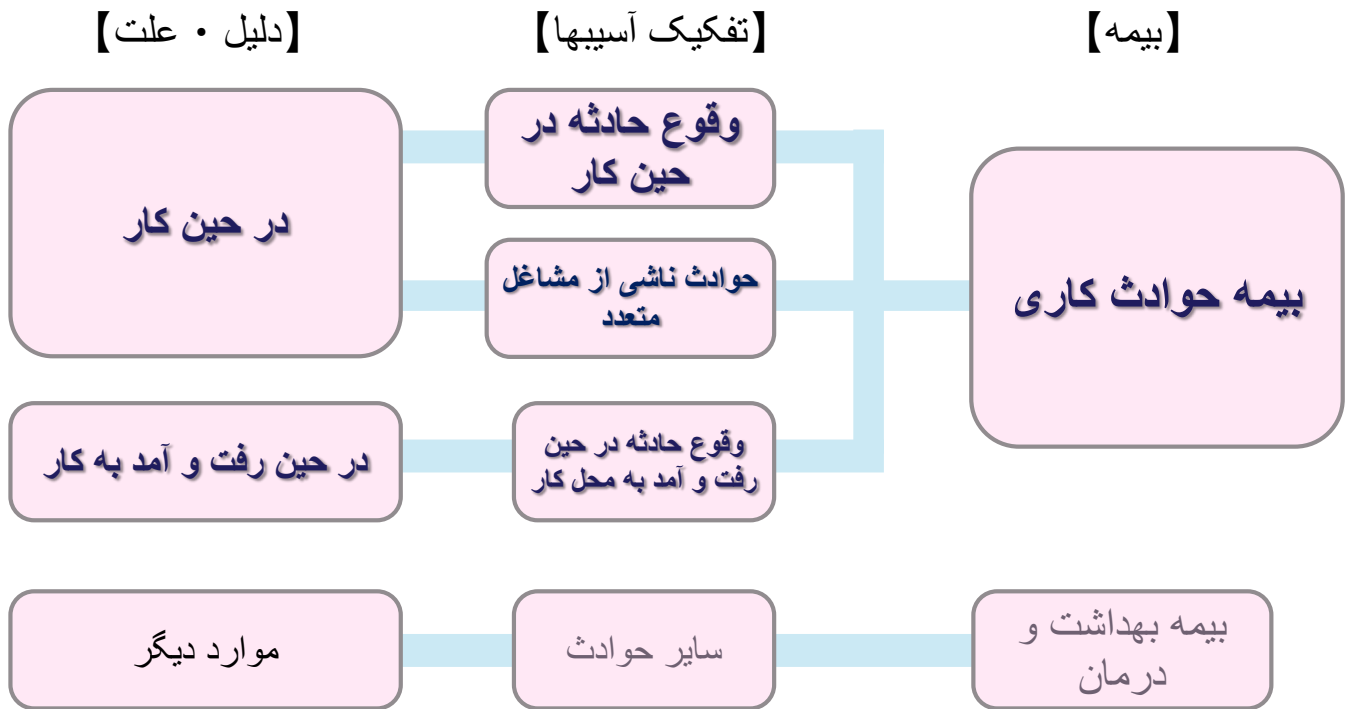 【دلیل・علت】
【تفکیک آسیبها】
【بیمه】
در حین کار
وقوع حادثه در
حین کار
حوادث ناشی از مشاغل
متعدد
بیمه حوادث کاری
در حین رفت و آمد به کار
وقوع حادثه در حین
رفت و آمد به محل کار
موارد دیگر
سایر حوادث
بیمه بهداشت و
درمان